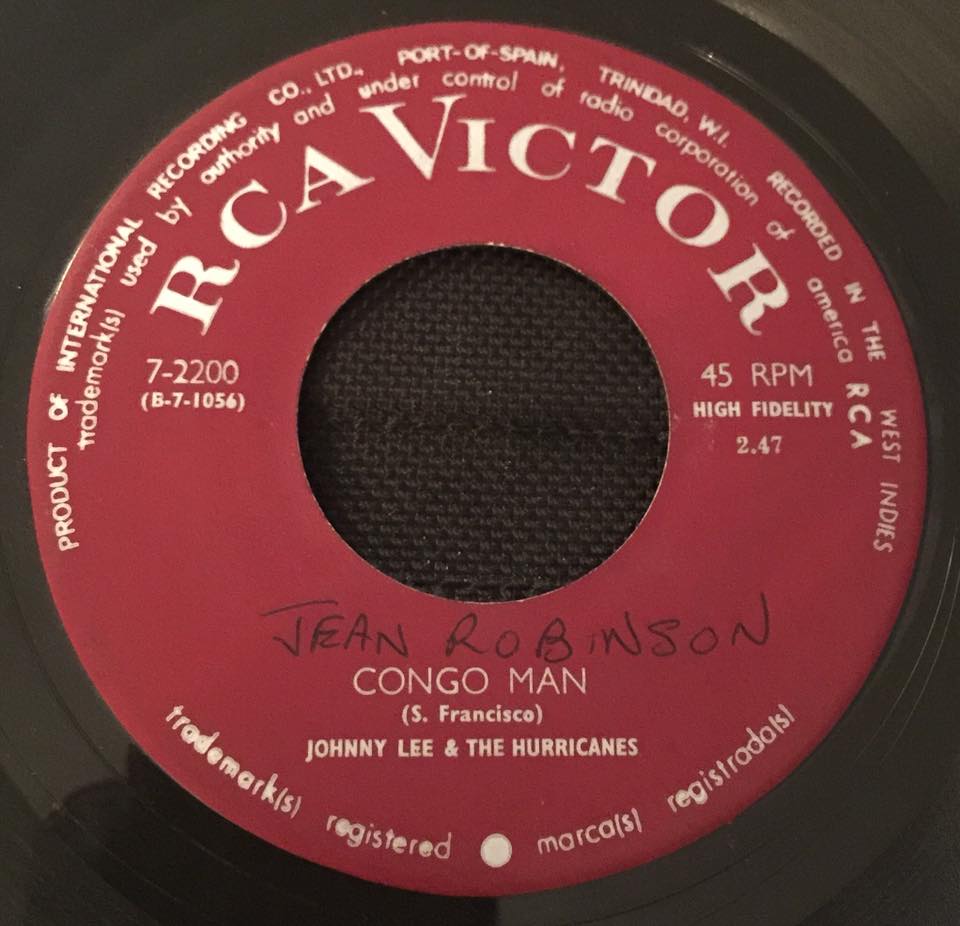 PRODUCT OF INTERNATIONAL RECORDING CO., LTD., PORT-OF-SPAIN, TRINIDAD, W.I. RECORDED IN THE WEST INDIES
trademark(s) used by authority and under control of radio corporation of america RCA
RCA VICTOR
7-2200
(B-7-1056)
45 RPM
HIGH FIDELITY
2.47
JEAN ROBINSON
CONGO MAN
(S. Francisco)
JOHNNY LEE & THE HURRICANES
trademark(s) registered marca(s) registrada(s)